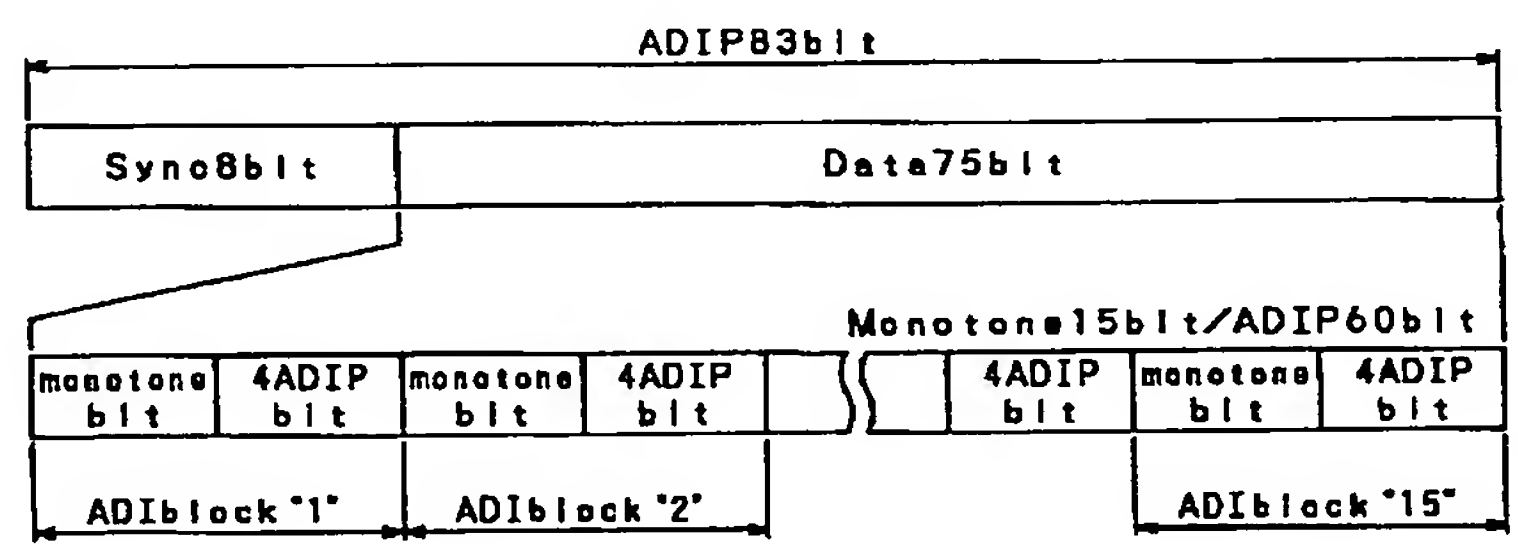 ADIP83bit
Sync8bit Data75bit
Monotone15bit/ADIP60bit
monotone bit 4ADIP bit monotone bit 4ADIP bit 4ADIP bit monotone bit 4ADIP bit
ADIblock "1" ADIblock "2" ADIblock "15"